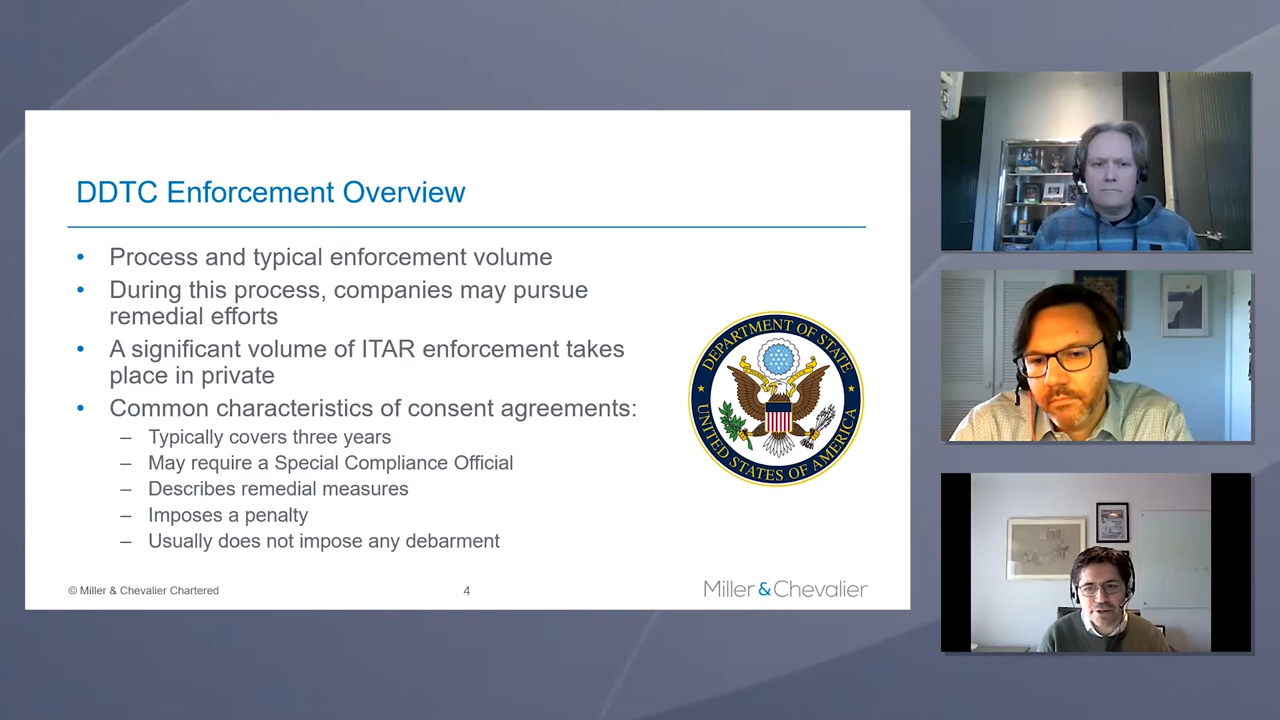 DDTC Enforcement Overview
• Process and typical enforcement volume
• During this process, companies may pursue
remedial efforts
• A significant volume of ITAR enforcement takes
place in private
• Common characteristics of consent agreements:
– Typically covers three years
– May require a Special Compliance Official
– Describes remedial measures
– Imposes a penalty
– Usually does not impose any debarment
DEPARTMENT OF STATE
UNITED STATES OF AMERICA
© Miller & Chevalier Chartered
4
Miller&Chevalier